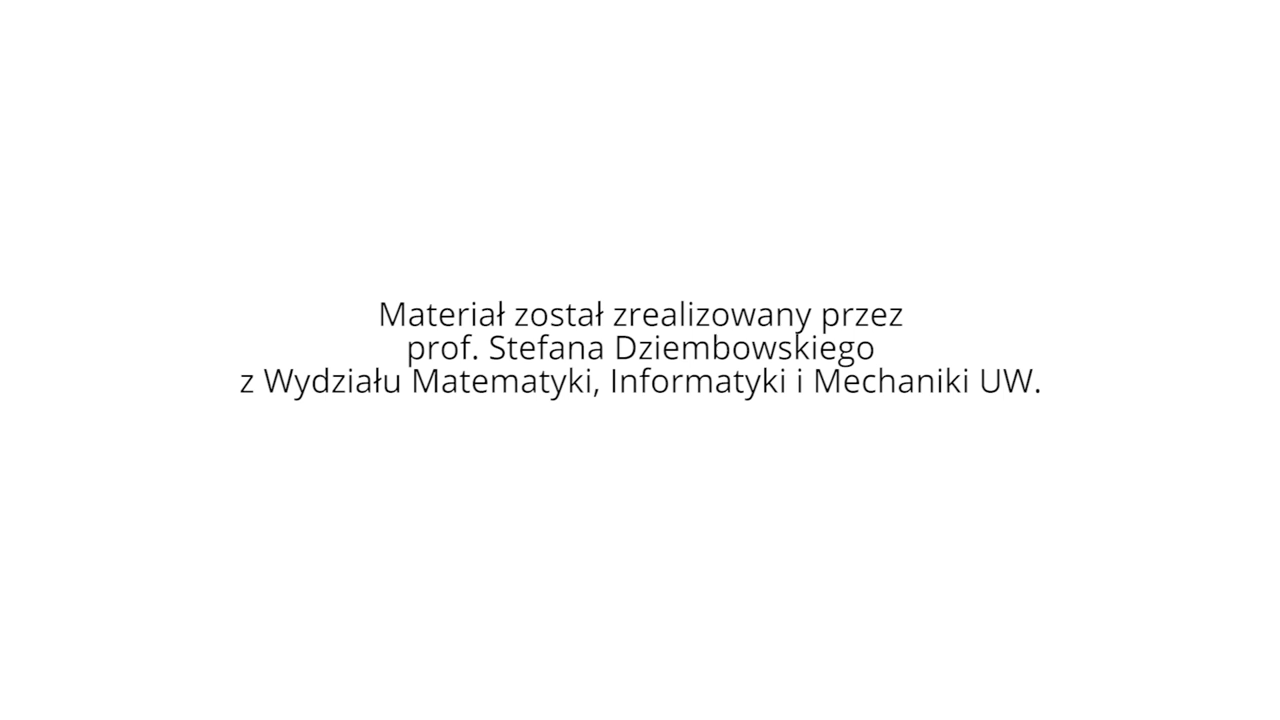 Materiał został zrealizowany przez
prof. Stefana Dziembowskiego
z Wydziału Matematyki, Informatyki i Mechaniki UW.